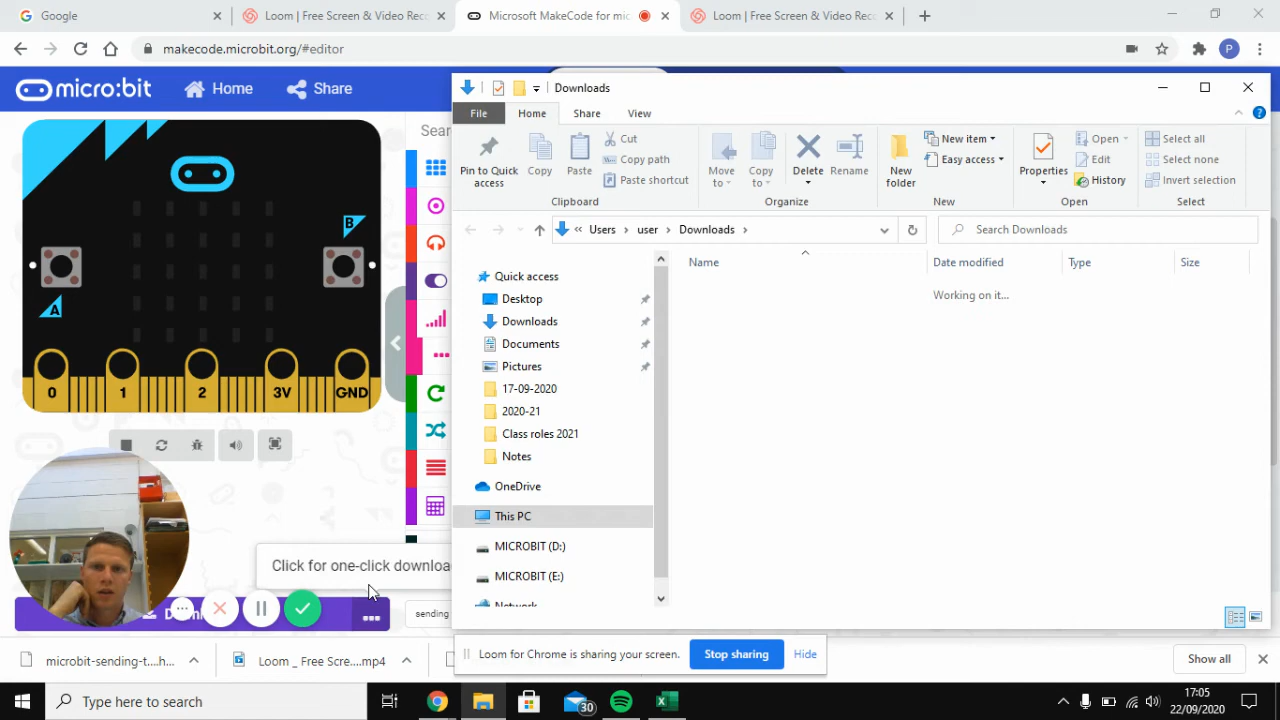 Google
Loom | Free Screen & Video Rec
Microsoft MakeCode for mic
Loom | Free Screen & Video Rec
makecode.microbit.org/#editor
P
micro:bit
Home
Share
Sear
B
A
0
1
2
3V
GND
Click for one-click downloa
sending
Downloads
File
Home
Share
View
Pin to Quick access
Copy
Paste
Cut
Copy path
Paste shortcut
Clipboard
Move to
Copy to
Delete
Rename
Organize
New folder
New item
Easy access
New
Properties
Open
Edit
History
Open
Select all
Select none
Invert selection
Select
Users
user
Downloads
Search Downloads
Name
Date modified
Type
Size
Working on it...
Quick access
Desktop
Downloads
Documents
Pictures
17-09-2020
2020-21
Class roles 2021
Notes
OneDrive
This PC
MICROBIT (D:)
MICROBIT (E:)
Network
Loom for Chrome is sharing your screen.
Stop sharing
Hide
microbit-sending-t....h...
Loom _ Free Scre....mp4
Show all
Type here to search
30
17:05
22/09/2020